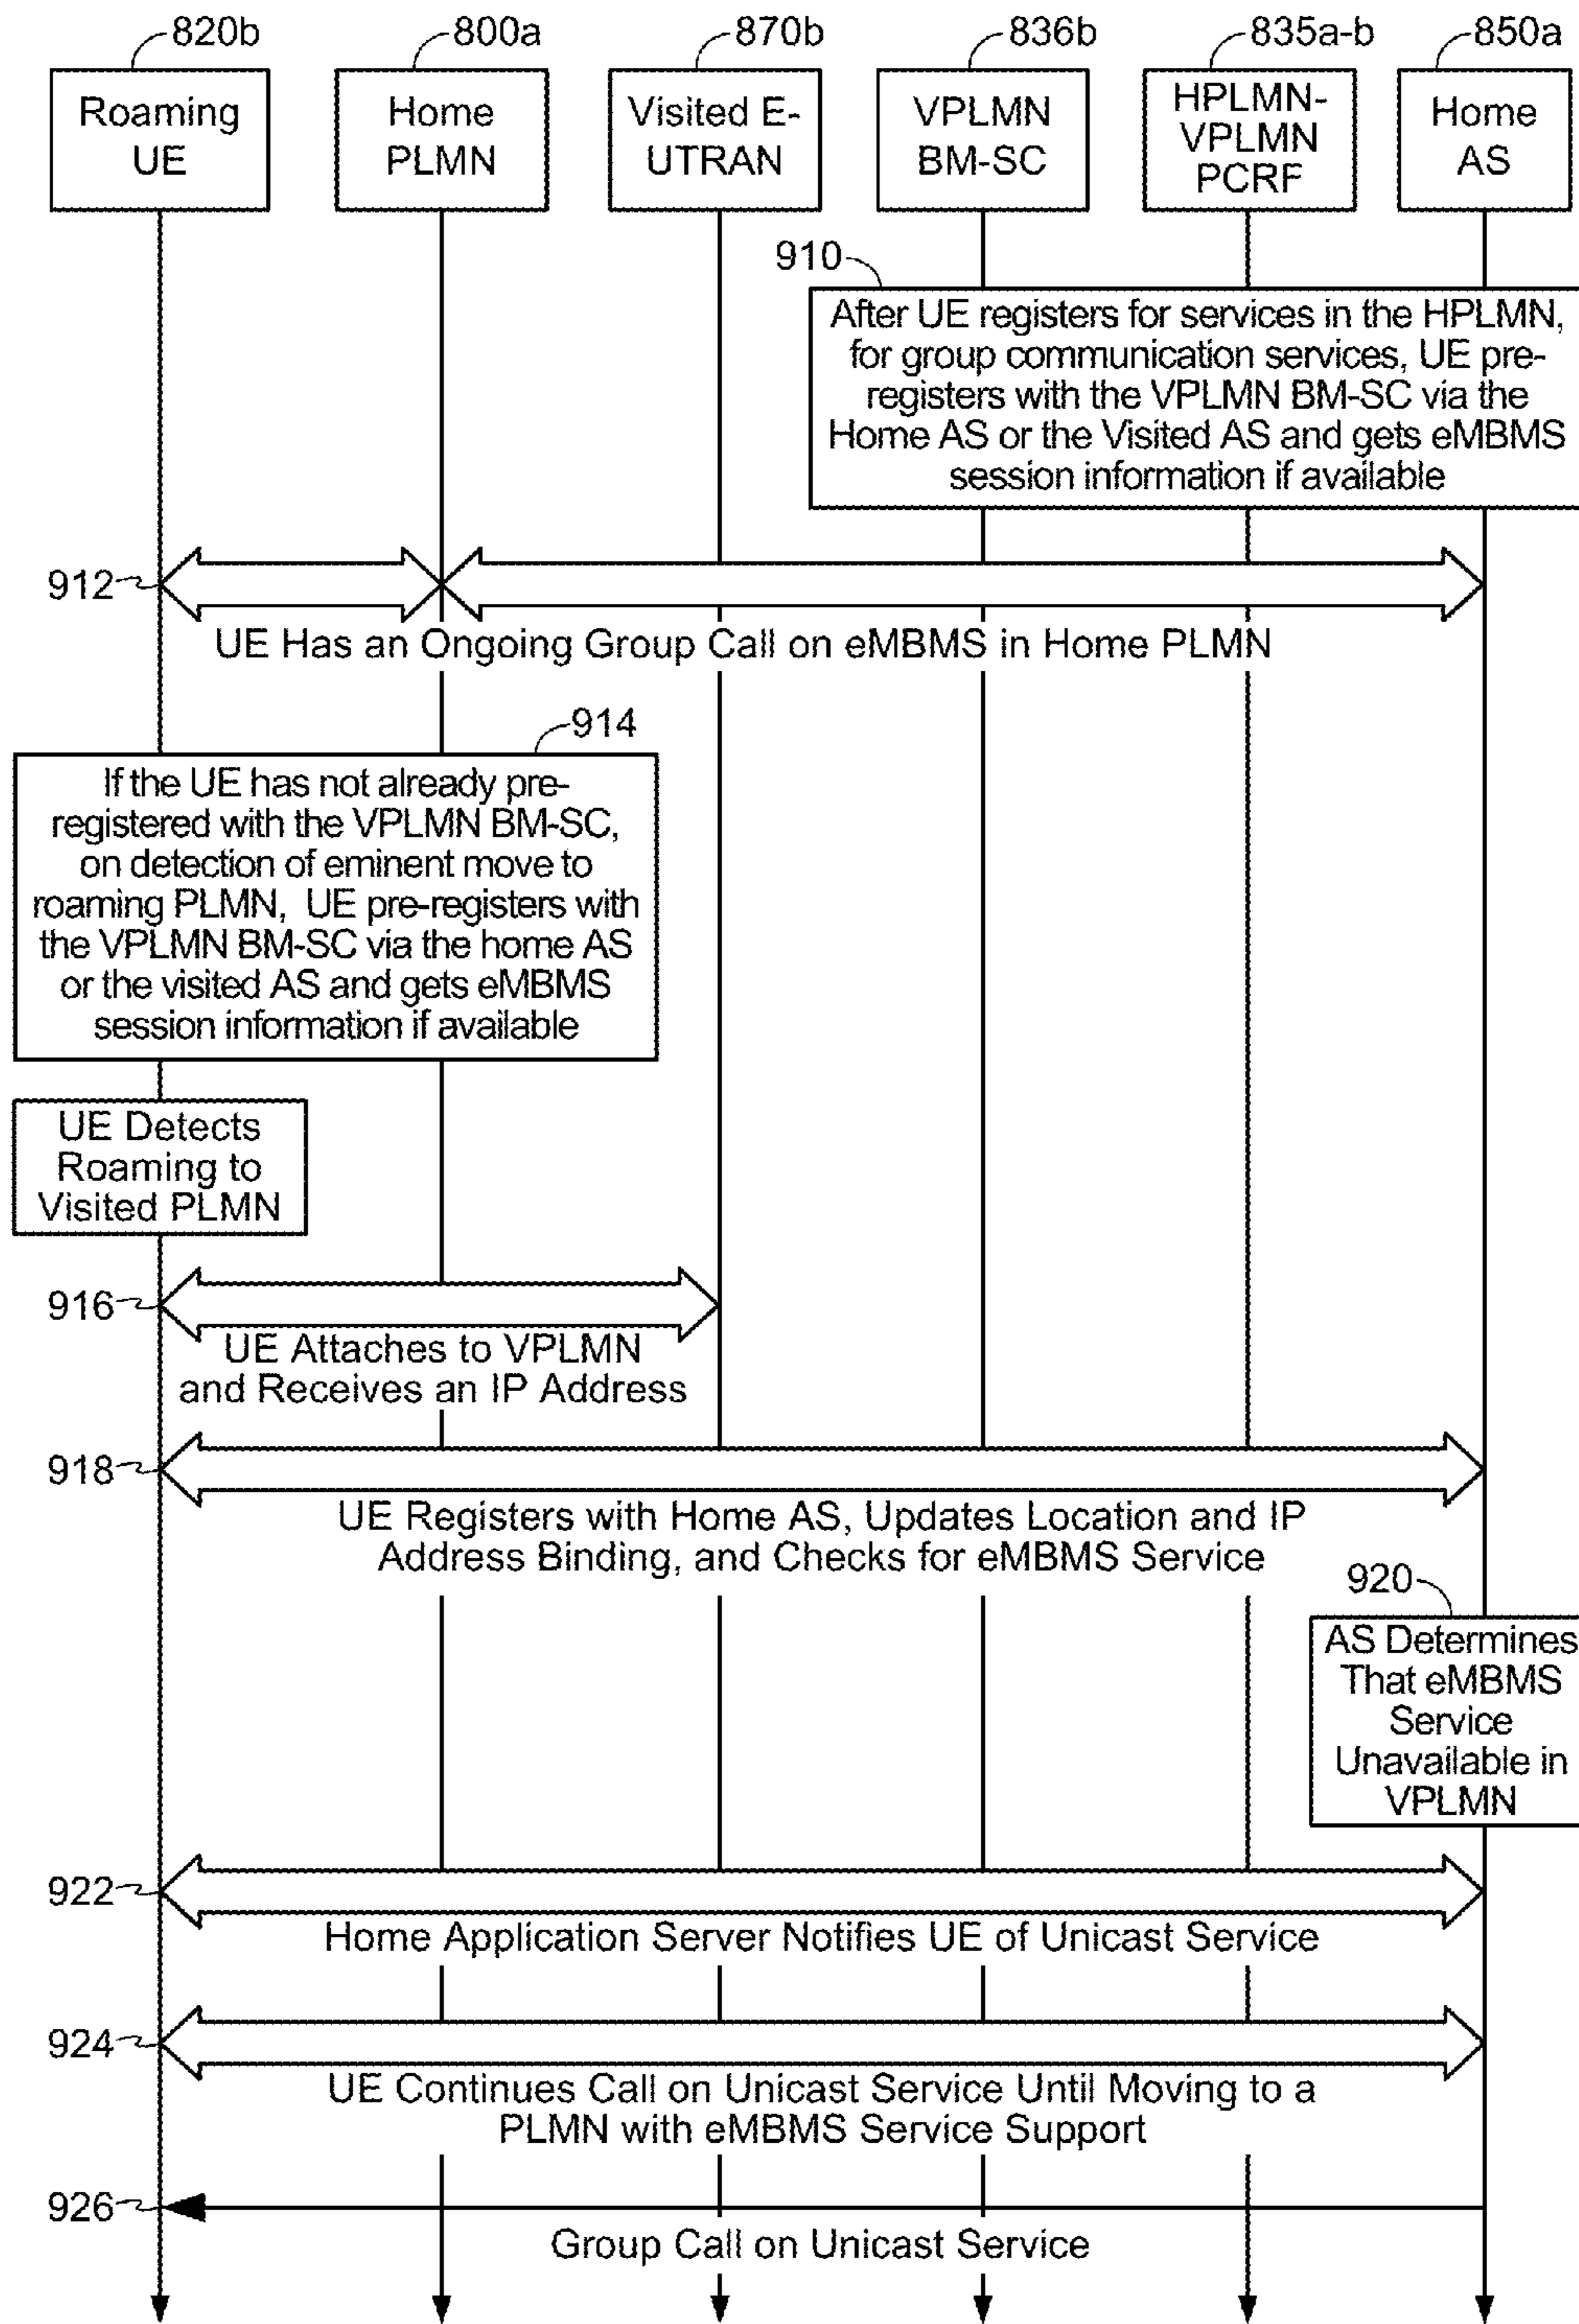 820b
800a
870b
836b
835a-b
850a
Roaming
UE
Home
PLMN
Visited E-
UTRAN
VPLMN
BM-SC
HPLMN-
VPLMN
PCRF
Home
AS
910
After UE registers for services in the HPLMN,
for group communication services, UE pre-
registers with the VPLMN BM-SC via the
Home AS or the Visited AS and gets eMBMS
session information if available
912
UE Has an Ongoing Group Call on eMBMS in Home PLMN
914
If the UE has not already pre-
registered with the VPLMN BM-SC,
on detection of eminent move to
roaming PLMN, UE pre-registers with
the VPLMN BM-SC via the home AS
or the visited AS and gets eMBMS
session information if available
UE Detects
Roaming to
Visited PLMN
916
UE Attaches to VPLMN
and Receives an IP Address
918
UE Registers with Home AS, Updates Location and IP
Address Binding, and Checks for eMBMS Service
920
AS Determines
That eMBMS
Service
Unavailable in
VPLMN
922
Home Application Server Notifies UE of Unicast Service
924
UE Continues Call on Unicast Service Until Moving to a
PLMN with eMBMS Service Support
926
Group Call on Unicast Service